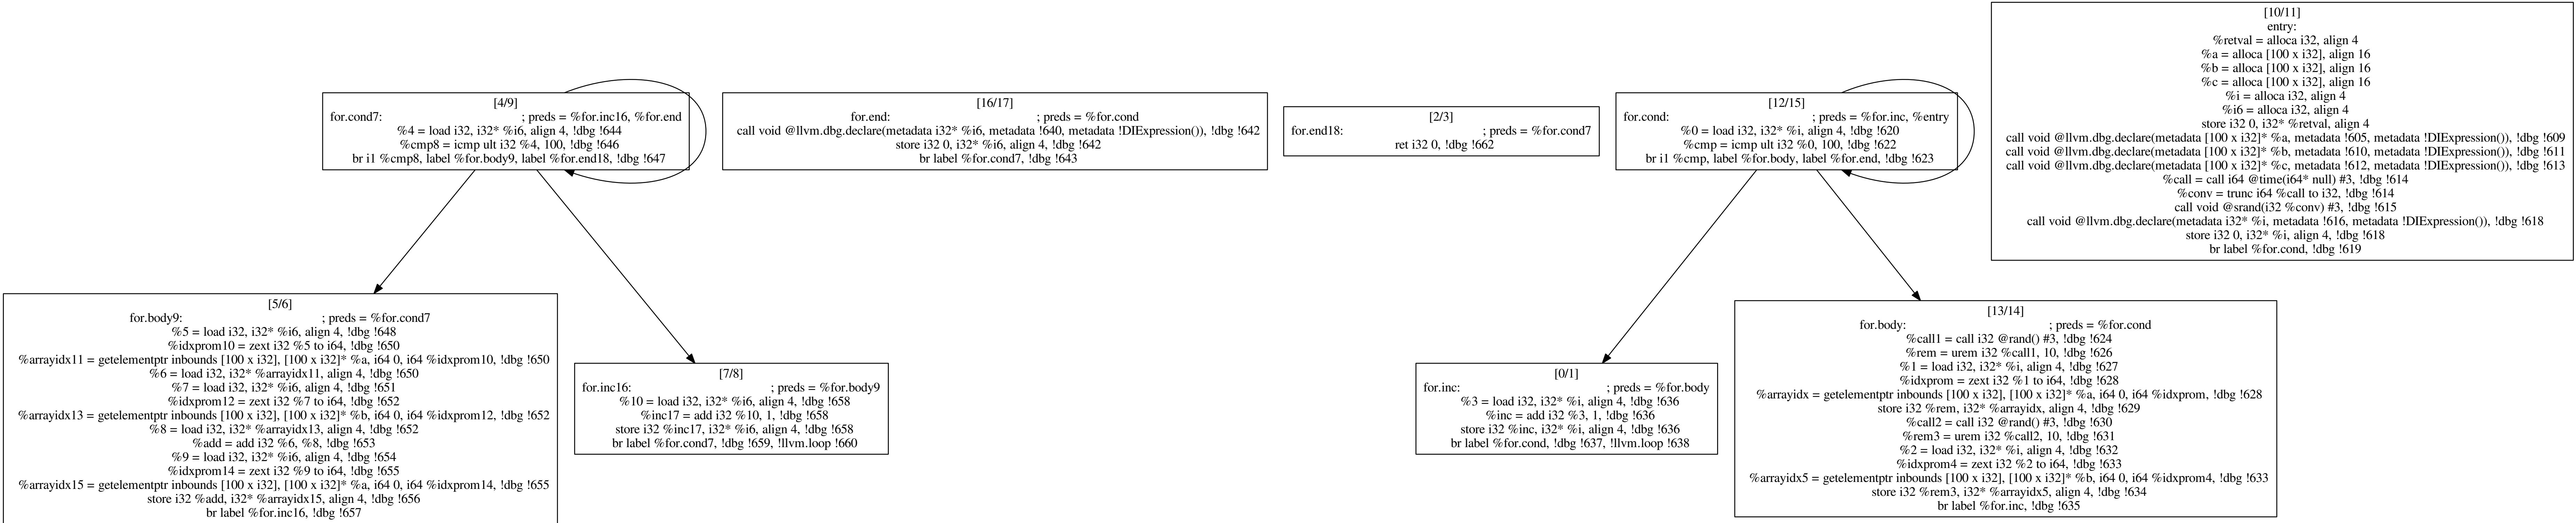 [4/9]
for.cond7: ; preds = %for.inc16, %for.end
%4 = load i32, i32* %i6, align 4, !dbg !644
%cmp8 = icmp ult i32 %4, 100, !dbg !646
br i1 %cmp8, label %for.body9, label %for.end18, !dbg !647
[16/17]
for.end: ; preds = %for.cond
call void @llvm.dbg.declare(metadata i32* %i6, metadata !640, metadata !DIExpression()), !dbg !642
store i32 0, i32* %i6, align 4, !dbg !642
br label %for.cond7, !dbg !643
[2/3]
for.end18: ; preds = %for.cond7
ret i32 0, !dbg !662
[12/15]
for.cond: ; preds = %for.inc, %entry
%0 = load i32, i32* %i, align 4, !dbg !620
%cmp = icmp ult i32 %0, 100, !dbg !622
br i1 %cmp, label %for.body, label %for.end, !dbg !623
[10/11]
entry:
%retval = alloca i32, align 4
%a = alloca [100 x i32], align 16
%b = alloca [100 x i32], align 16
%c = alloca [100 x i32], align 16
%i = alloca i32, align 4
%i6 = alloca i32, align 4
store i32 0, i32* %retval, align 4
call void @llvm.dbg.declare(metadata [100 x i32]* %a, metadata !605, metadata !DIExpression()), !dbg !609
call void @llvm.dbg.declare(metadata [100 x i32]* %b, metadata !610, metadata !DIExpression()), !dbg !611
call void @llvm.dbg.declare(metadata [100 x i32]* %c, metadata !612, metadata !DIExpression()), !dbg !613
%call = call i64 @time(i64* null) #3, !dbg !614
%conv = trunc i64 %call to i32, !dbg !614
call void @srand(i32 %conv) #3, !dbg !615
call void @llvm.dbg.declare(metadata i32* %i, metadata !616, metadata !DIExpression()), !dbg !618
store i32 0, i32* %i, align 4, !dbg !618
br label %for.cond, !dbg !619
[5/6]
for.body9: ; preds = %for.cond7
%5 = load i32, i32* %i6, align 4, !dbg !648
%idxprom10 = zext i32 %5 to i64, !dbg !650
%arrayidx11 = getelementptr inbounds [100 x i32], [100 x i32]* %a, i64 0, i64 %idxprom10, !dbg !650
%6 = load i32, i32* %arrayidx11, align 4, !dbg !650
%7 = load i32, i32* %i6, align 4, !dbg !651
%idxprom12 = zext i32 %7 to i64, !dbg !652
%arrayidx13 = getelementptr inbounds [100 x i32], [100 x i32]* %b, i64 0, i64 %idxprom12, !dbg !652
%8 = load i32, i32* %arrayidx13, align 4, !dbg !652
%add = add i32 %6, %8, !dbg !653
%9 = load i32, i32* %i6, align 4, !dbg !654
%idxprom14 = zext i32 %9 to i64, !dbg !655
%arrayidx15 = getelementptr inbounds [100 x i32], [100 x i32]* %a, i64 0, i64 %idxprom14, !dbg !655
store i32 %add, i32* %arrayidx15, align 4, !dbg !656
br label %for.inc16, !dbg !657
[7/8]
for.inc16: ; preds = %for.body9
%10 = load i32, i32* %i6, align 4, !dbg !658
%inc17 = add i32 %10, 1, !dbg !658
store i32 %inc17, i32* %i6, align 4, !dbg !658
br label %for.cond7, !dbg !659, !llvm.loop !660
[0/1]
for.inc: ; preds = %for.body
%3 = load i32, i32* %i, align 4, !dbg !636
%inc = add i32 %3, 1, !dbg !636
store i32 %inc, i32* %i, align 4, !dbg !636
br label %for.cond, !dbg !637, !llvm.loop !638
[13/14]
for.body: ; preds = %for.cond
%call1 = call i32 @rand() #3, !dbg !624
%rem = urem i32 %call1, 10, !dbg !626
%1 = load i32, i32* %i, align 4, !dbg !627
%idxprom = zext i32 %1 to i64, !dbg !628
%arrayidx = getelementptr inbounds [100 x i32], [100 x i32]* %a, i64 0, i64 %idxprom, !dbg !628
store i32 %rem, i32* %arrayidx, align 4, !dbg !629
%call2 = call i32 @rand() #3, !dbg !630
%rem3 = urem i32 %call2, 10, !dbg !631
%2 = load i32, i32* %i, align 4, !dbg !632
%idxprom4 = zext i32 %2 to i64, !dbg !633
%arrayidx5 = getelementptr inbounds [100 x i32], [100 x i32]* %b, i64 0, i64 %idxprom4, !dbg !633
store i32 %rem3, i32* %arrayidx5, align 4, !dbg !634
br label %for.inc, !dbg !635